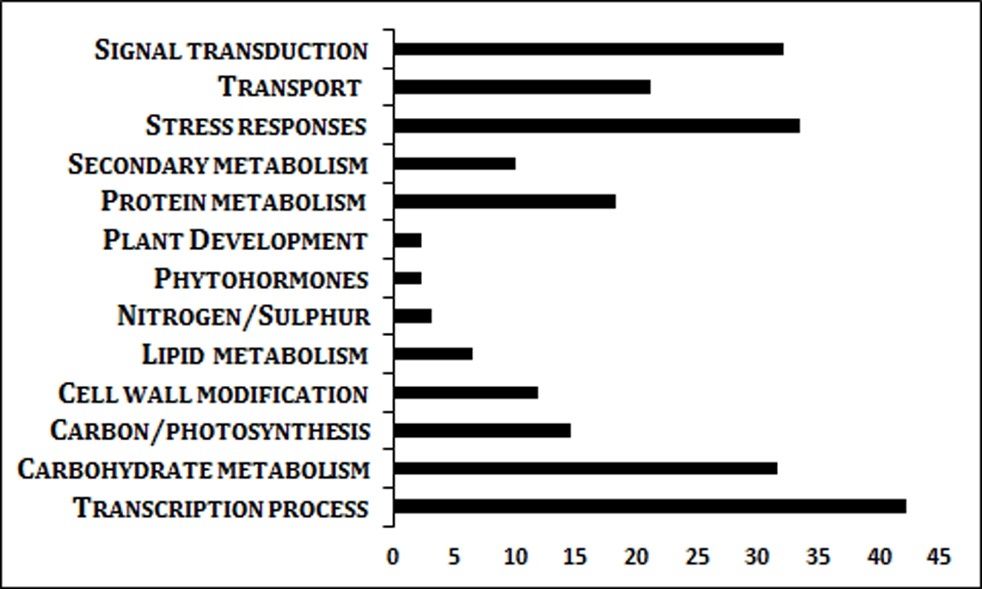 SIGNAL TRANSDUCTION
TRANSPORT
STRESS RESPONSES
SECONDARY METABOLISM
PROTEIN METABOLISM
PLANT DEVELOPMENT
PHYTOHORMONES
NITROGEN/SULPHUR
LIPID METABOLISM
CELL WALL MODIFICATION
CARBON/PHOTOSYNTHESIS
CARBOHYDRATE METABOLISM
TRANSCRIPTION PROCESS
0 5 10 15 20 25 30 35 40 45